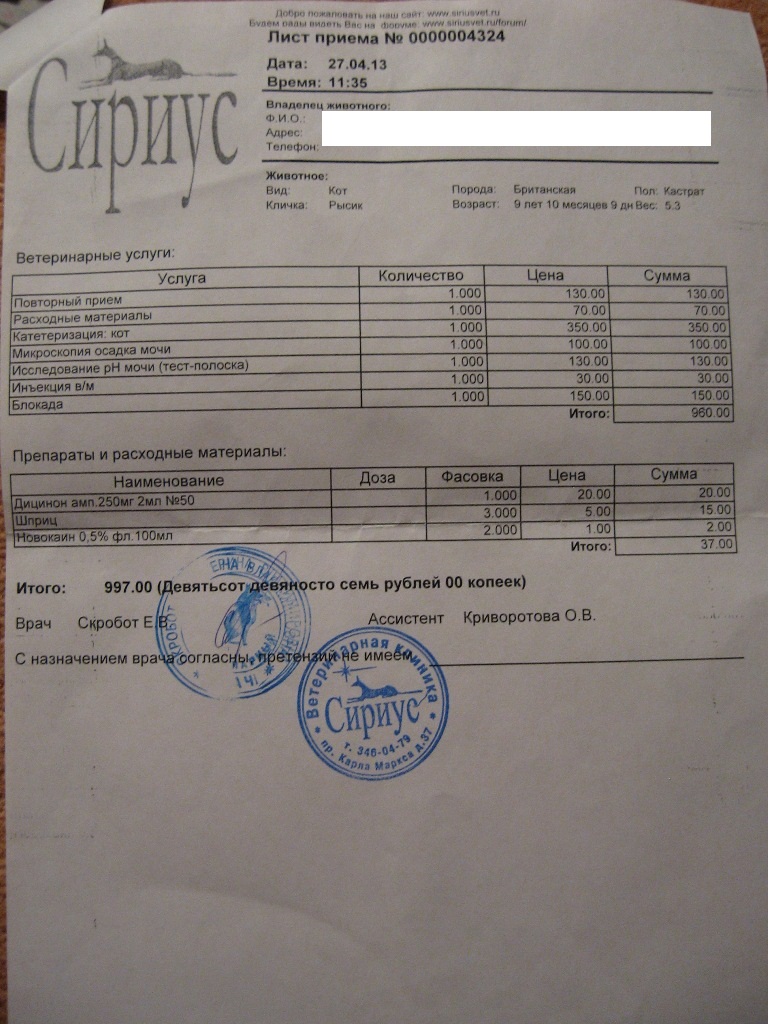 Добро пожаловать на наш сайт: www.sinusvet.ru
Будем рады видеть Вас на форуме: www.sinusvet.ru/forum/
Лист приема № 0000004324
Сириус
Дата: 27.04.13
Время: 11:35
Владелец животного:
Ф.И.О.:
Адрес:
Телефон:
Животное:
Вид: Кот Порода: Британская Пол: Кастрат
Кличка: Рысик Возраст: 9 лет 10 месяцев 9 дн Вес: 5.3
Ветеринарные услуги:
Услуга Количество Цена Сумма
Повторный прием 1.000 130.00 130.00
Расходные материалы 1.000 70.00 70.00
Катетеризация: кот 1.000 350.00 350.00
Микроскопия осадка мочи 1.000 100.00 100.00
Исследование pH мочи (тест-полоска) 1.000 130.00 130.00
Инъекция в/м 1.000 30.00 30.00
Блокада 1.000 150.00 150.00
Итого: 960.00
Препараты и расходные материалы:
Наименование Доза Фасовка Цена Сумма
Дицинон амп.250мг 2мл №50 1.000 20.00 20.00
Шприц 3.000 5.00 15.00
Новокаин 0,5% фл.100мл 2.000 1.00 2.00
Итого: 37.00
Итого: 997.00 (Девятьсот девяносто семь рублей 00 копеек)
Врач Скробот Е.В. Ассистент Криворотова О.В.
С назначением врача согласны, претензий не имеем.
Ветеринарная клиника
Сириус
т. 346-04-79
пр. Карла Маркса д.37